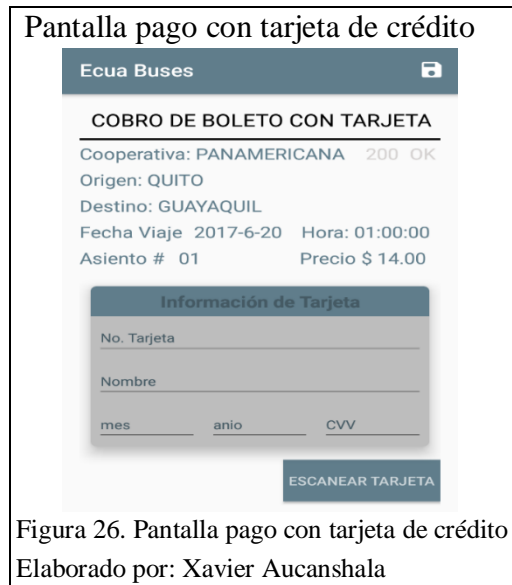 Pantalla pago con tarjeta de crédito
Ecua Buses
COBRO DE BOLETO CON TARJETA
Cooperativa: PANAMERICANA 200 OK
Origen: QUITO
Destino: GUAYAQUIL
Fecha Viaje 2017-6-20 Hora: 01:00:00
Asiento # 01 Precio $ 14.00
Información de Tarjeta
No. Tarjeta
Nombre
mes anio CVV
ESCANEAR TARJETA
Figura 26. Pantalla pago con tarjeta de crédito
Elaborado por: Xavier Aucanshala